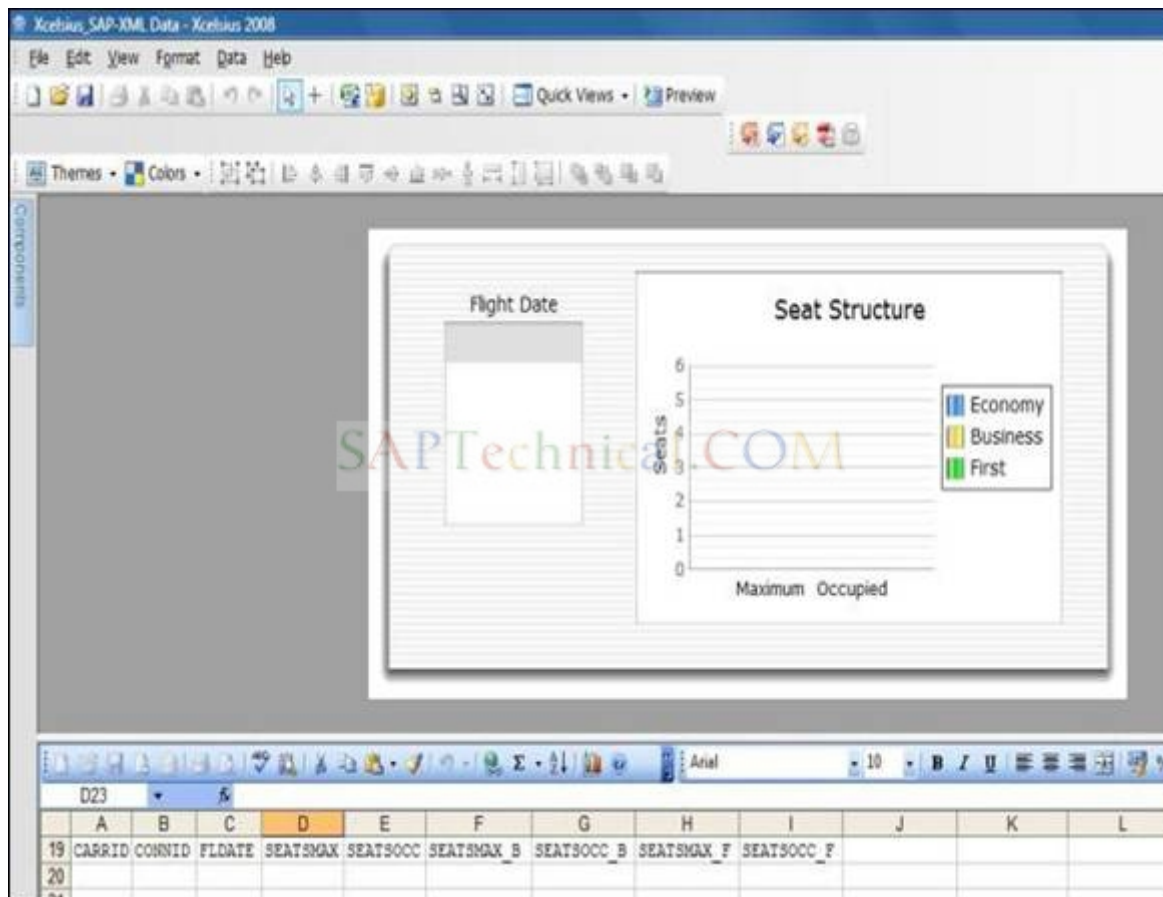 Xcelsius_SAP-XML Data - Xcelsius 2008
File Edit View Format Data Help
Quick Views Preview
Themes Colors
Components
Flight Date
Seat Structure
6
5
4
3
2
1
0
Seats
Economy
Business
First
Maximum Occupied
SAPTechnical.COM
Arial 10 B I U
D23 fx
A B C D E F G H I J K L
19 CARRID CONNID FLDATE SEATSMAX SEATSOCC SEATSMAX_B SEATSOCC_B SEATSMAX_F SEATSOCC_F
20